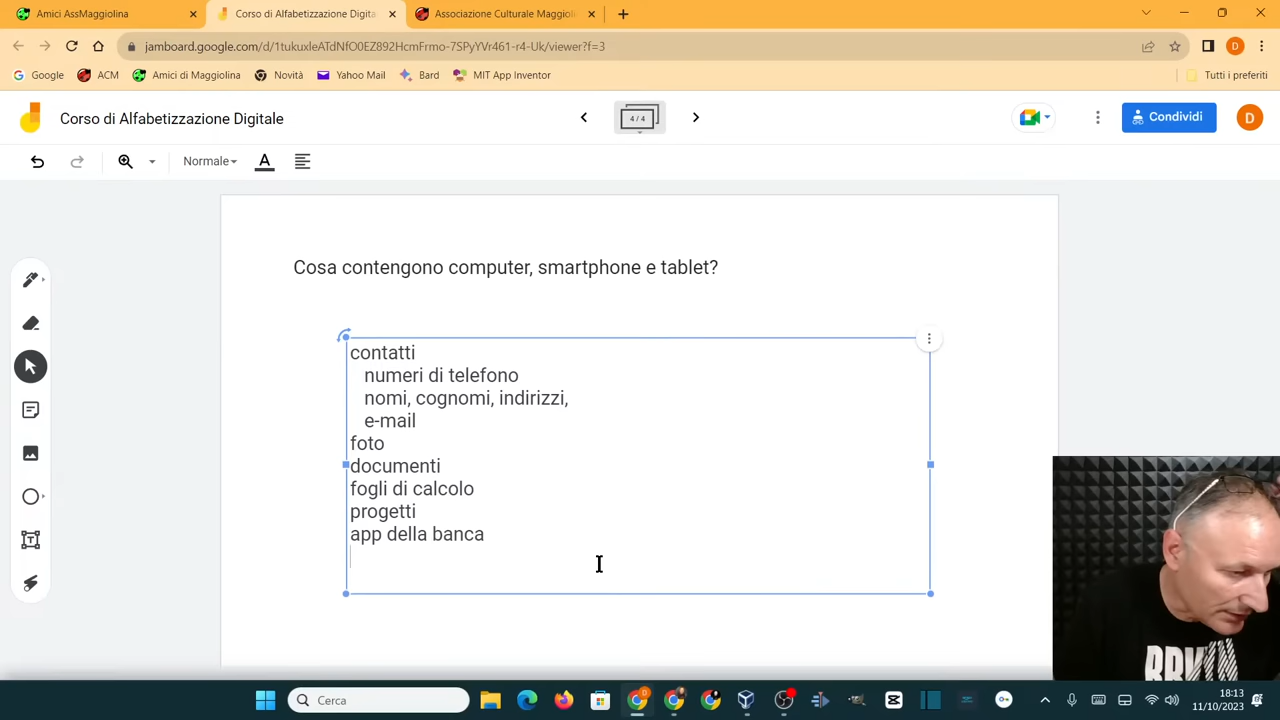 Amici AssMaggiolina
Corso di Alfabetizzazione Digita
Associazione Culturale Maggiol
jamboard.google.com/d/1tukuxleATdNfO0EZ892HcmFrmo-7SPyYVr461-r4-Uk/viewer?f=3
D
Google
ACM
Amici di Maggiolina
Novità
Yahoo Mail
Bard
MIT App Inventor
Tutti i preferiti
Corso di Alfabetizzazione Digitale
4 / 4
Condividi
D
Normale
A
Cosa contengono computer, smartphone e tablet?
contatti
numeri di telefono
nomi, cognomi, indirizzi,
e-mail
foto
documenti
fogli di calcolo
progetti
app della banca
Cerca
18:13
11/10/2023